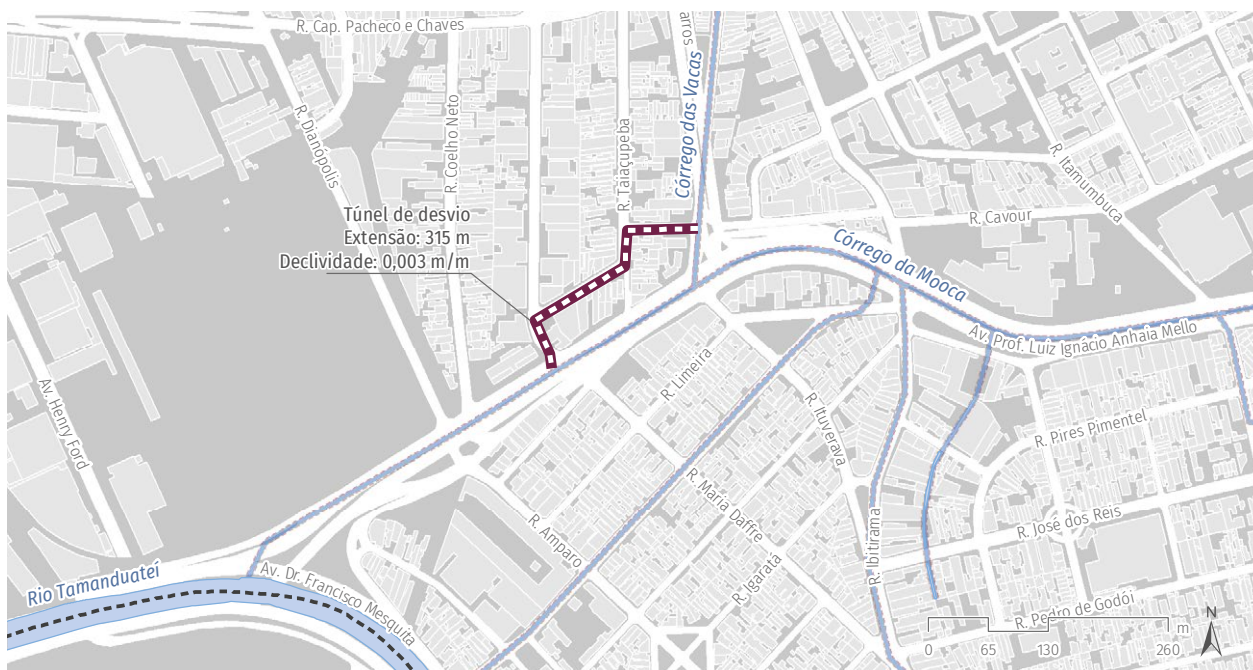 R. Cap. Pacheco e Chaves
arros
Córrego das Vacas
R. Dianópolis
R. Coelho Neto
R. Taiaçupeba
R. Itamumbuca
R. Cavour
Túnel de desvio
Extensão: 315 m
Declividade: 0,003 m/m
Córrego da Mooca
Av. Prof. Luiz Ignácio Anhaia Mello
Av. Henry Ford
R. Limeira
R. Ituverava
R. Pires Pimentel
R. Maria Daffre
R. José dos Reis
R. Amparo
R. Ibitirama
R. Igarata
Rio Tamanduateí
Av. Dr. Francisco Mesquita
R. Pedro de Godói
N
0 65 130 260 m